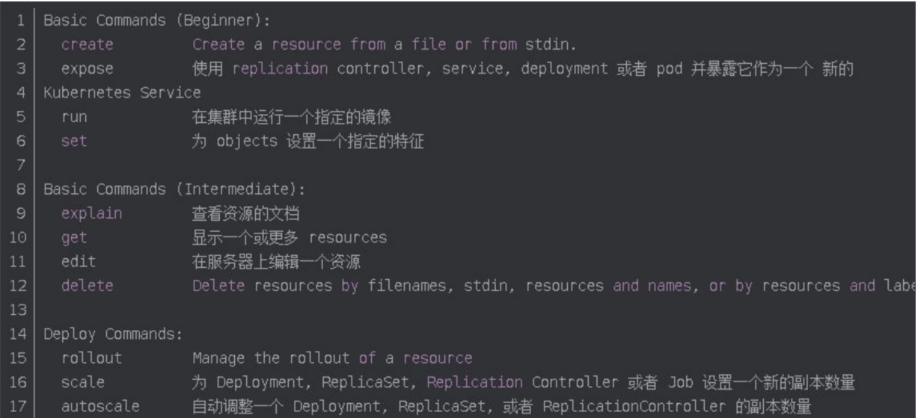 1 Basic Commands (Beginner):
2 create Create a resource from a file or from stdin.
3 expose 使用 replication controller, service, deployment 或者 pod 并暴露它作为一个 新的
4 Kubernetes Service
5 run 在集群中运行一个指定的镜像
6 set 为 objects 设置一个指定的特征
7
8 Basic Commands (Intermediate):
9 explain 查看资源的文档
10 get 显示一个或更多 resources
11 edit 在服务器上编辑一个资源
12 delete Delete resources by filenames, stdin, resources and names, or by resources and labe
13
14 Deploy Commands:
15 rollout Manage the rollout of a resource
16 scale 为 Deployment, ReplicaSet, Replication Controller 或者 Job 设置一个新的副本数量
17 autoscale 自动调整一个 Deployment, ReplicaSet, 或者 ReplicationController 的副本数量